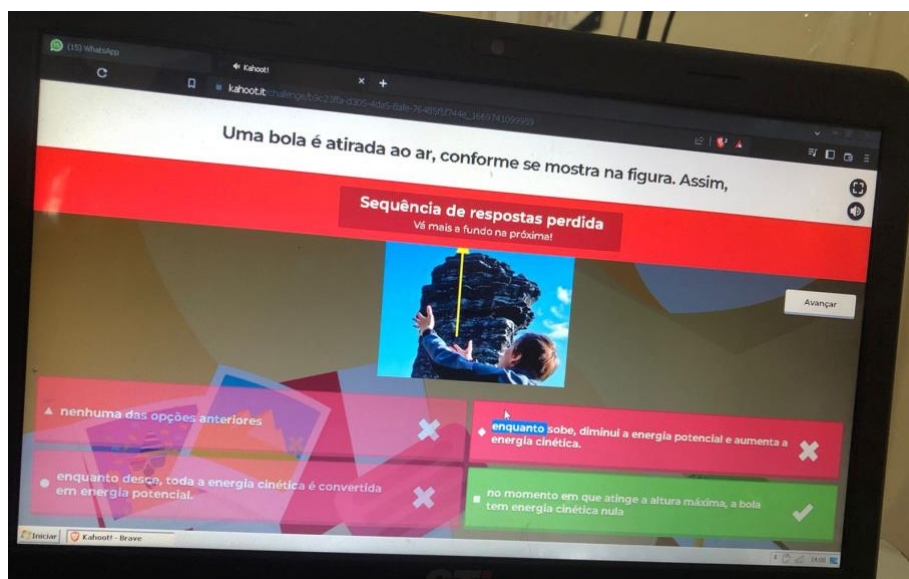 (15) WhatsApp
Kahoot!
kahoot.it
Uma bola é atirada ao ar, conforme se mostra na figura. Assim,
Sequência de respostas perdida
Vá mais a fundo na próxima!
Avançar
nenhuma das opções anteriores
enquanto sobe, diminui a energia potencial e aumenta a
energia cinética.
enquanto desce, toda a energia cinética é convertida
em energia potencial.
no momento em que atinge a altura máxima, a bola
tem energia cinética nula
Iniciar
Kahoot! - Brave